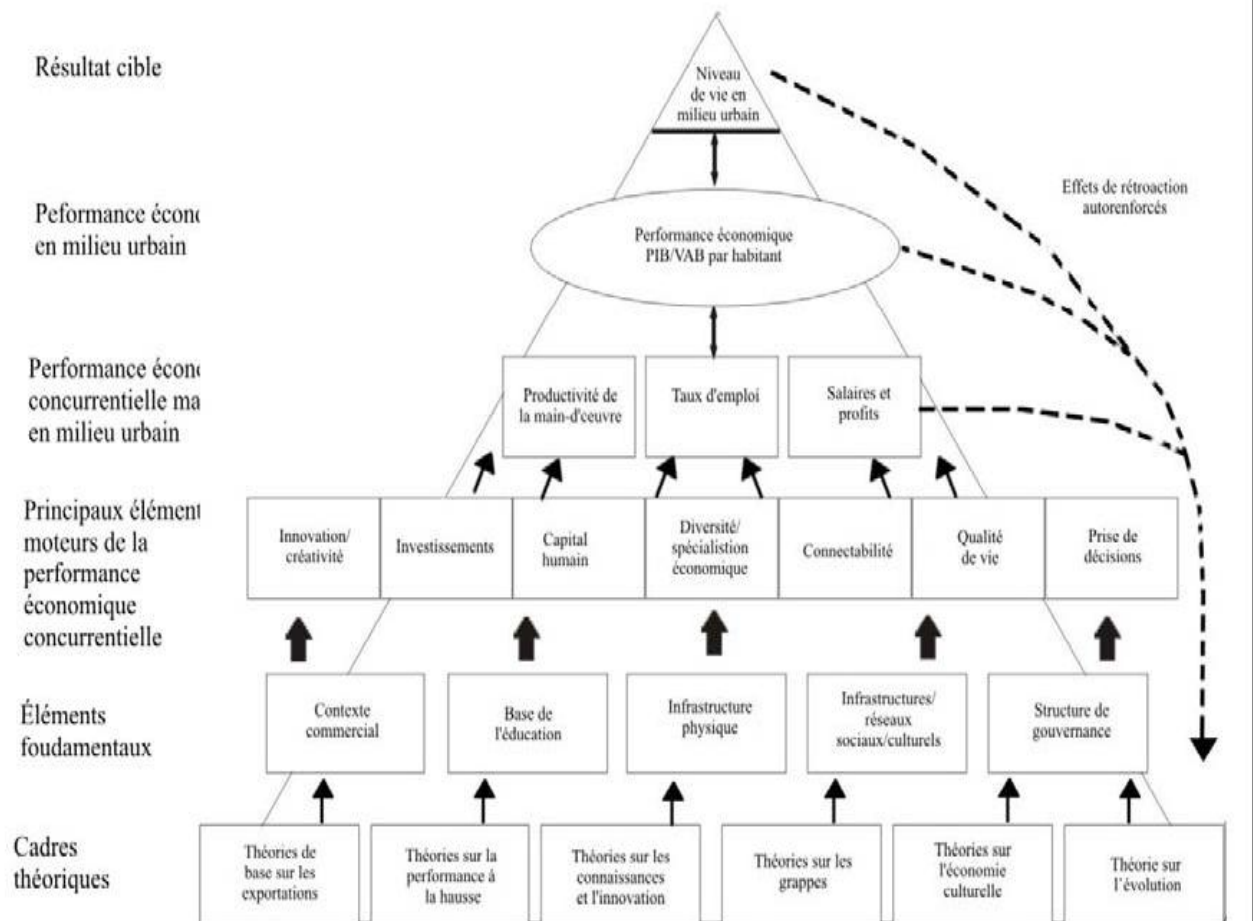 Résultat cible
Niveau
de vie en
milieu urbain
Effets de rétroaction
autorenforcés
Peformance écono
en milieu urbain
Performance économique
PIB/VAB par habitant
Performance écono
concurrentielle ma
en milieu urbain
Productivité de
la main-d'œuvre
Taux d'emploi
Salaires et
profits
Principaux élément
moteurs de la
performance
économique
concurrentielle
Innovation/
créativité
Investissements
Capital
humain
Diversité/
spécialistion
économique
Connectabilité
Qualité
de vie
Prise de
décisions
Éléments
foudamentaux
Contexte
commercial
Base de
l'éducation
Infrastructure
physique
Infrastructures/
réseaux
sociaux/culturels
Structure de
gouvernance
Cadres
théoriques
Théories de
base sur les
exportations
Théories sur la
performance à
la hausse
Théories sur les
connaissances
et l'innovation
Théories sur les
grappes
Théories sur
l'économie
culturelle
Théorie sur
l'évolution